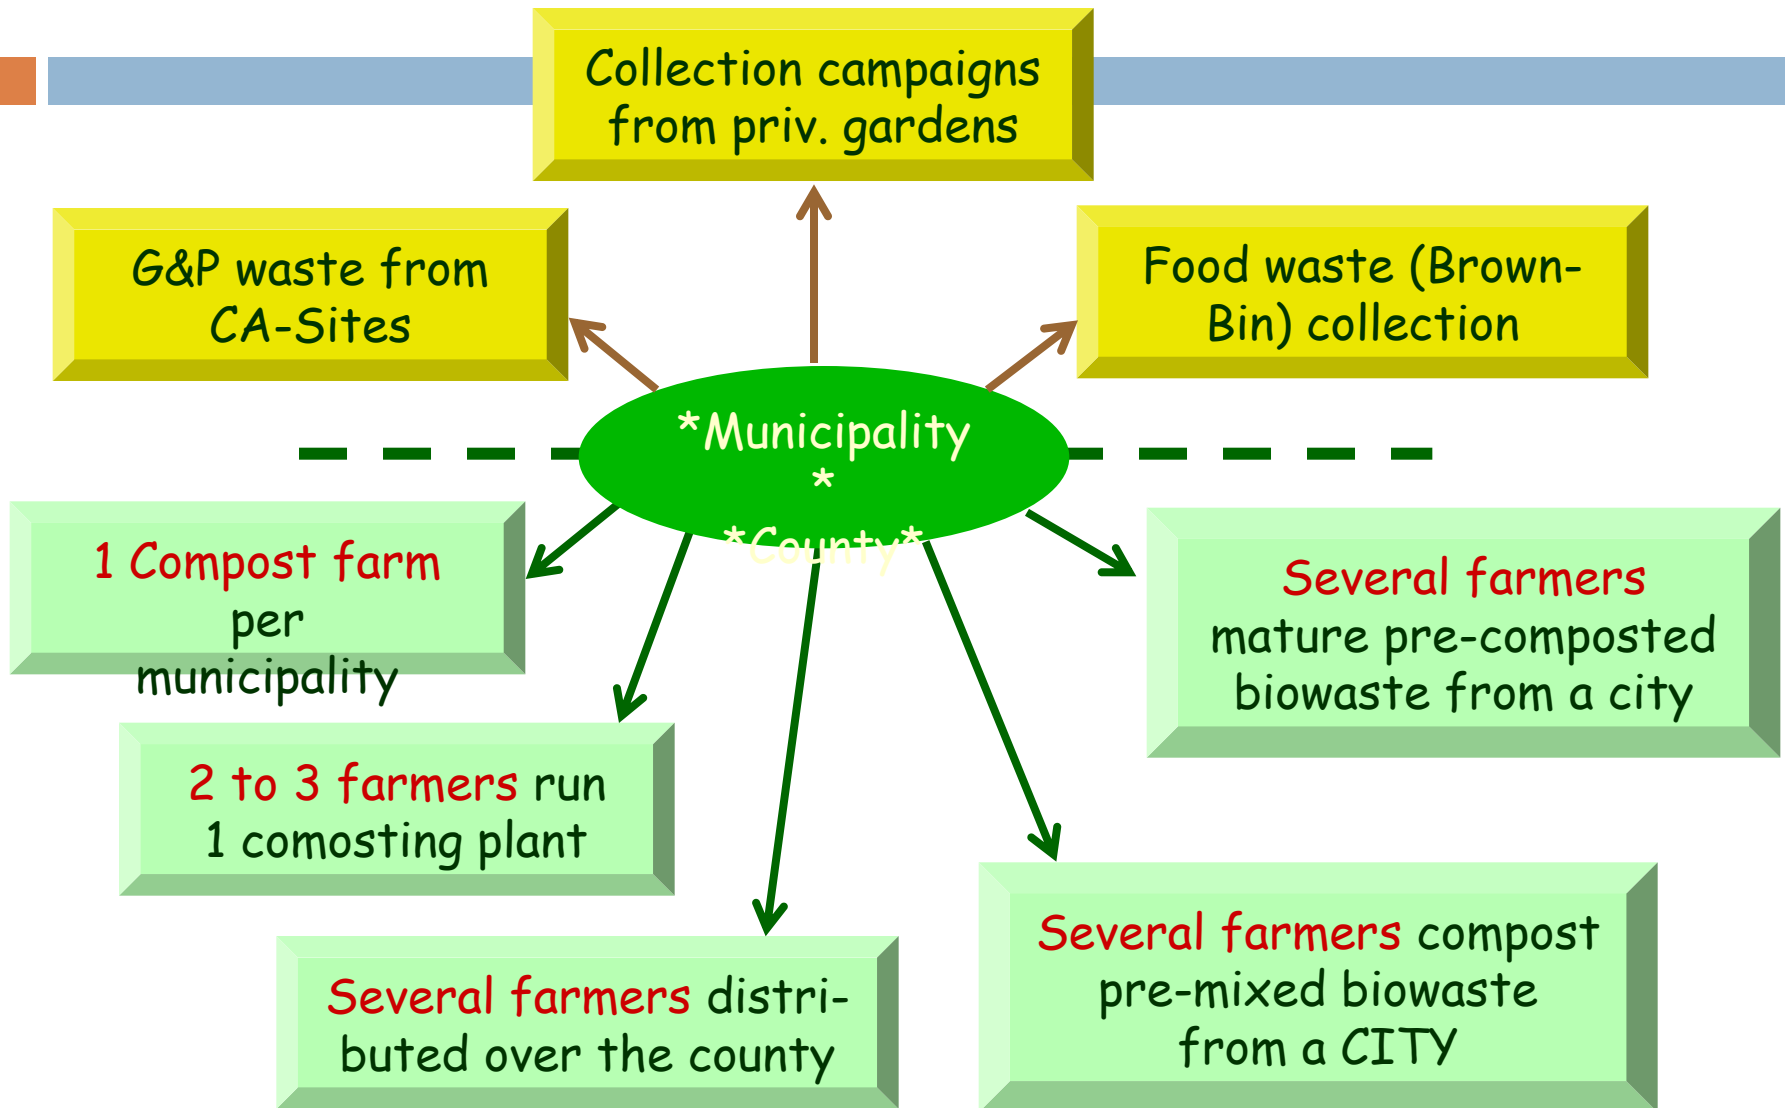 Collection campaigns
from priv. gardens
G&P waste from
CA-Sites
Food waste (Brown-
Bin) collection
*Municipality
*
*County*
1 Compost farm
per
municipality
Several farmers
mature pre-composted
biowaste from a city
2 to 3 farmers run
1 comosting plant
Several farmers distri-
buted over the county
Several farmers compost
pre-mixed biowaste
from a CITY